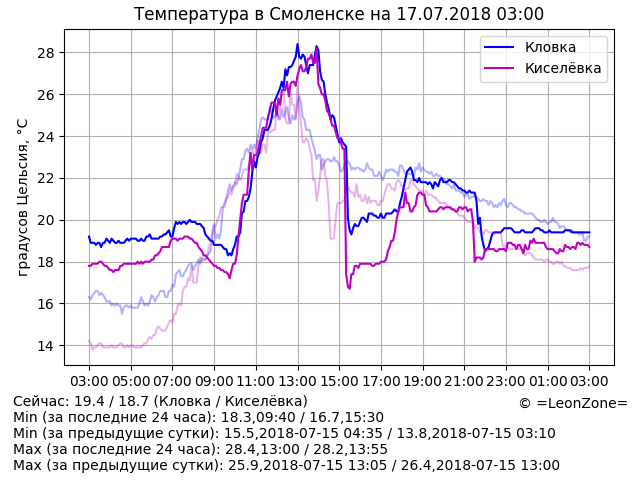 Температура в Смоленске на 17.07.2018 03:00
Кловка
Киселёвка
градусов Цельсия, °C
28
26
24
22
20
18
16
14
03:00 05:00 07:00 09:00 11:00 13:00 15:00 17:00 19:00 21:00 23:00 01:00 03:00
Сейчас: 19.4 / 18.7 (Кловка / Киселёвка)
© =LeonZone=
Min (за последние 24 часа): 18.3,09:40 / 16.7,15:30
Min (за предыдущие сутки): 15.5,2018-07-15 04:35 / 13.8,2018-07-15 03:10
Max (за последние 24 часа): 28.4,13:00 / 28.2,13:55
Max (за предыдущие сутки): 25.9,2018-07-15 13:05 / 26.4,2018-07-15 13:00